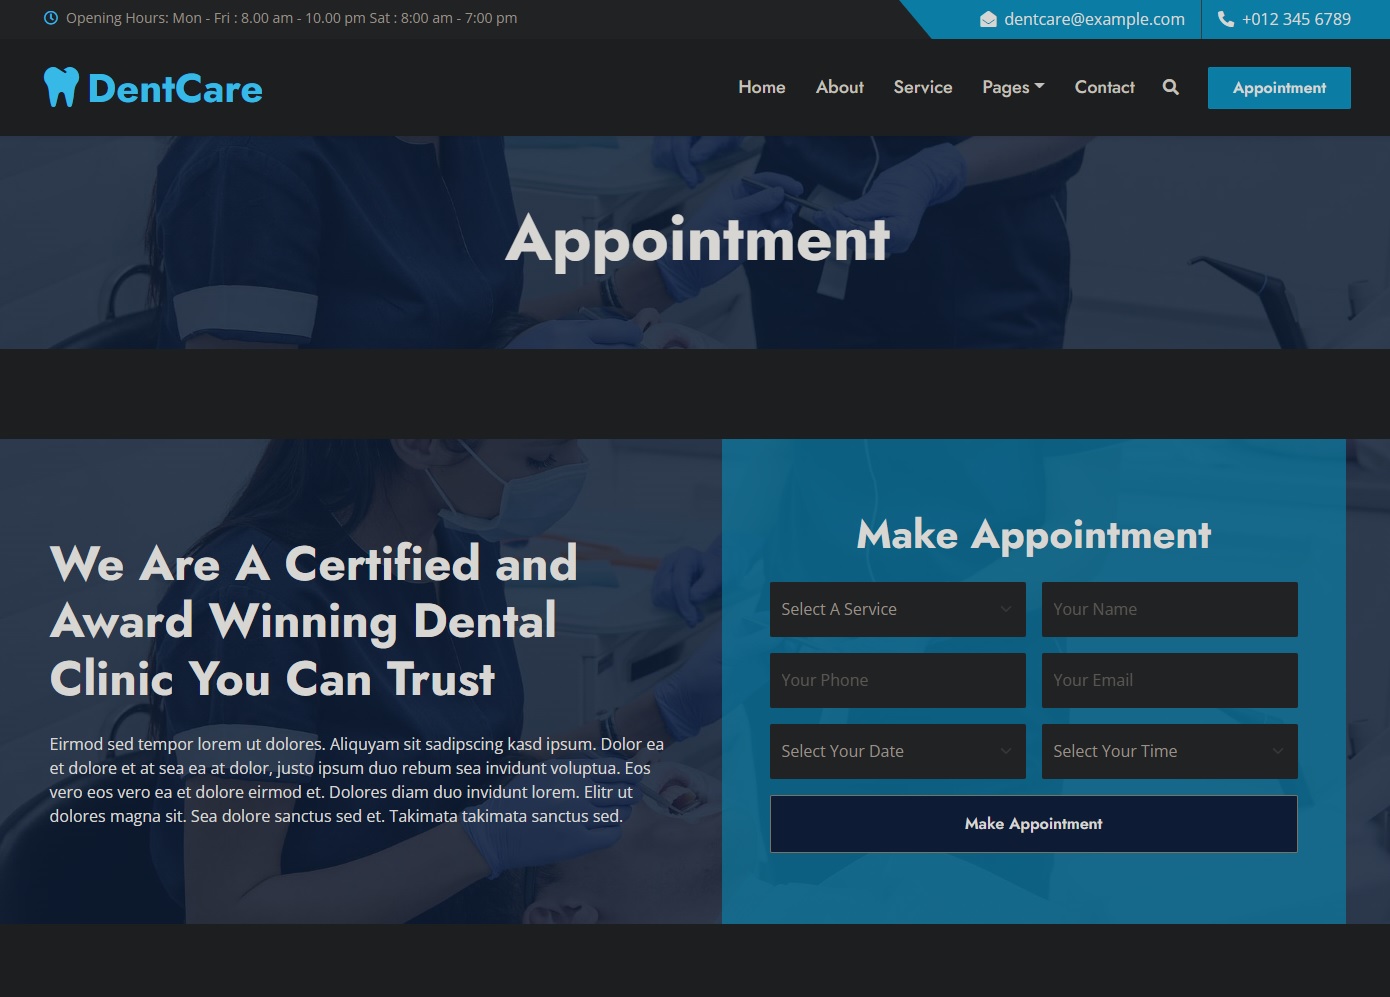 Opening Hours: Mon - Fri : 8.00 am - 10.00 pm Sat : 8:00 am - 7:00 pm
dentcare@example.com
+012 345 6789
DentCare
Home
About
Service
Pages
Contact
Appointment
Appointment
We Are A Certified and
Award Winning Dental
Clinic You Can Trust
Eirmod sed tempor lorem ut dolores. Aliquyam sit sadipscing kasd ipsum. Dolor ea
et dolore et at sea ea at dolor, justo ipsum duo rebum sea invidunt voluptua. Eos
vero eos vero ea et dolore eirmod et. Dolores diam duo invidunt lorem. Elitr ut
dolores magna sit. Sea dolore sanctus sed et. Takimata takimata sanctus sed.
Make Appointment
Select A Service
Your Name
Your Phone
Your Email
Select Your Date
Select Your Time
Make Appointment